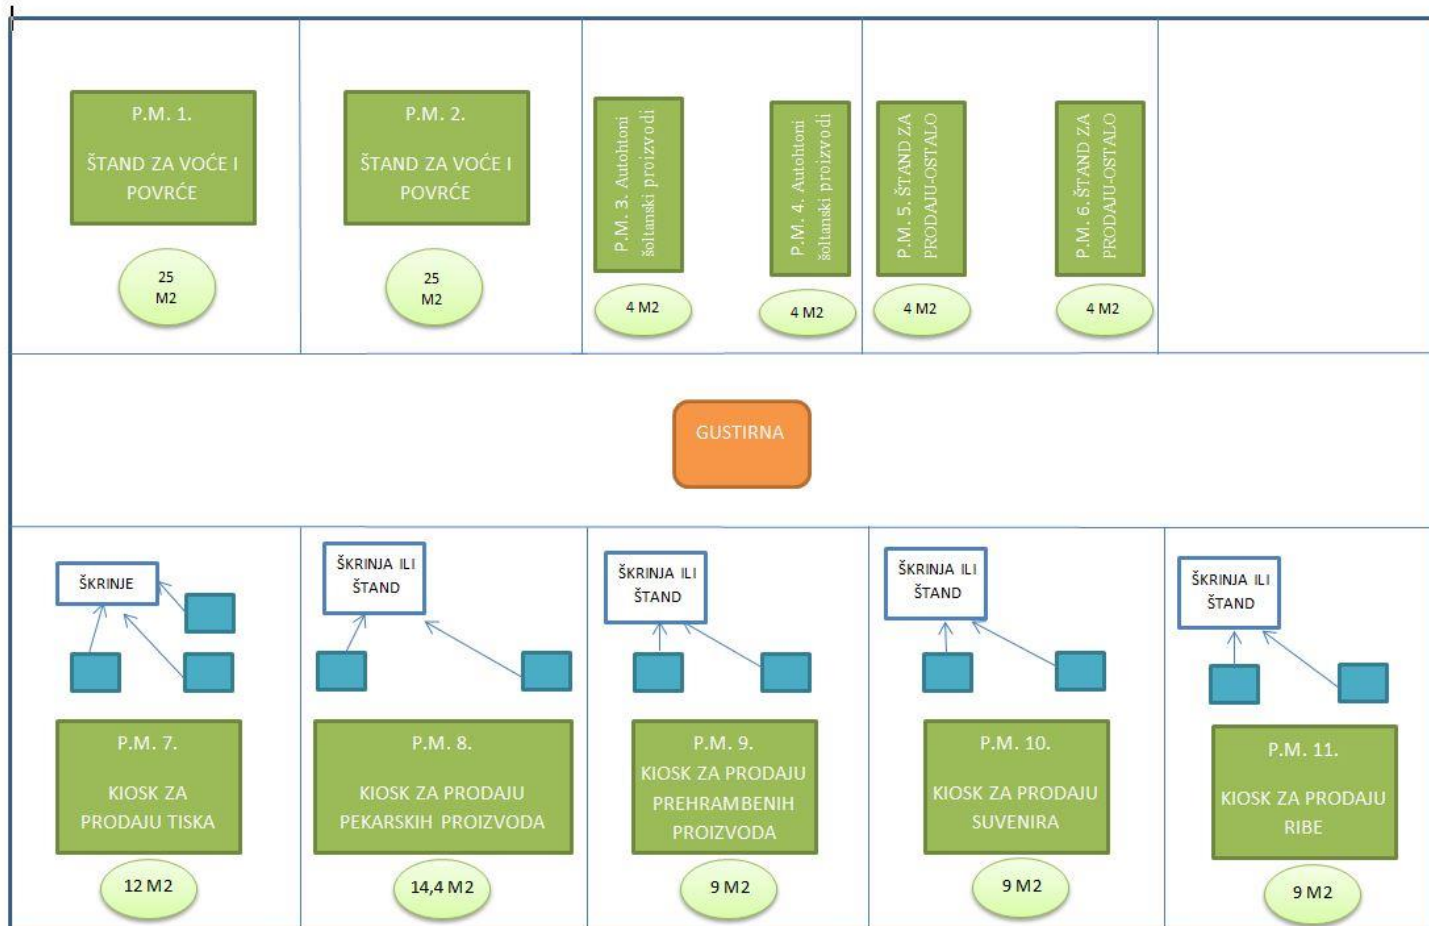 P.M. 1.
ŠTAND ZA VOĆE I
POVRĆE
25
M2
P.M. 2.
ŠTAND ZA VOĆE I
POVRĆE
25
M2
P.M. 3. Autohtoni
šoltanski proizvodi
4 M2
P.M. 4. Autohtoni
šoltanski proizvodi
4 M2
P.M. 5. ŠTAND ZA
PRODAJU-OSTALO
4 M2
P.M. 6. ŠTAND ZA
PRODAJU-OSTALO
4 M2
GUSTIRNA
ŠKRINJE
P.M. 7.
KIOSK ZA
PRODAJU TISKA
12 M2
ŠKRINJA ILI
ŠTAND
P.M. 8.
KIOSK ZA PRODAJU
PEKARSKIH PROIZVODA
14,4 M2
ŠKRINJA ILI
ŠTAND
P.M. 9.
KIOSK ZA PRODAJU
PREHRAMBENIH
PROIZVODA
9 M2
ŠKRINJA ILI
ŠTAND
P.M. 10.
KIOSK ZA PRODAJU
SUVENIRA
9 M2
ŠKRINJA ILI
ŠTAND
P.M. 11.
KIOSK ZA PRODAJU
RIBE
9 M2